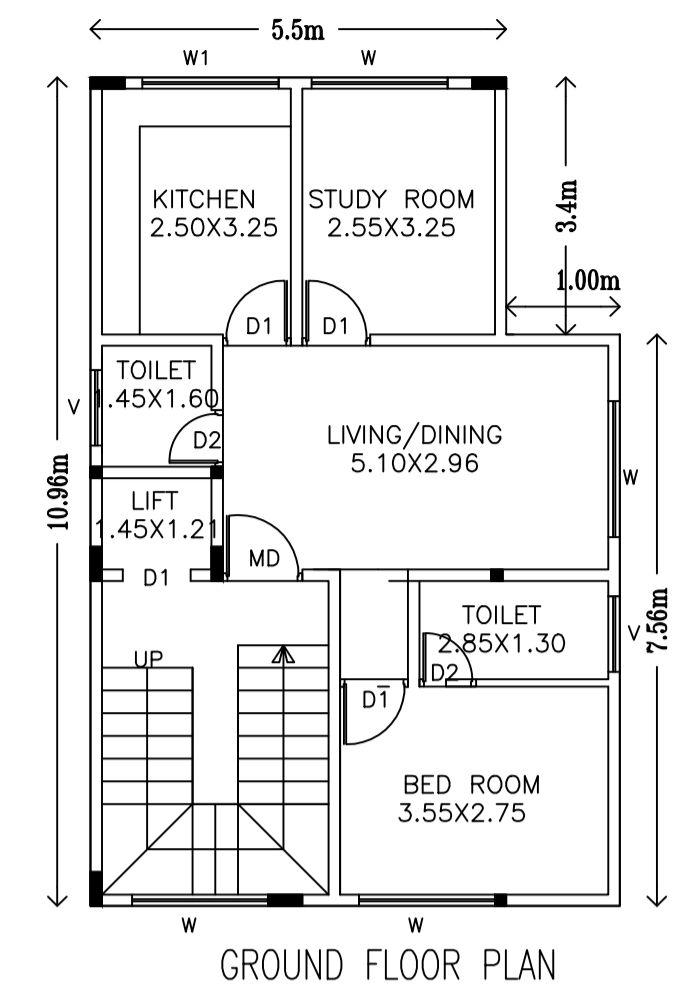 5.5m
W1
W
KITCHEN
2.50X3.25
STUDY ROOM
2.55X3.25
3.4m
1.00m
D1
D1
TOILET
1.45X1.60
V
D2
LIVING/DINING
5.10X2.96
W
10.96m
LIFT
1.45X1.21
MD
D1
TOILET
2.85X1.30
V
7.56m
UP
D2
D1
BED ROOM
3.55X2.75
W
W
GROUND FLOOR PLAN